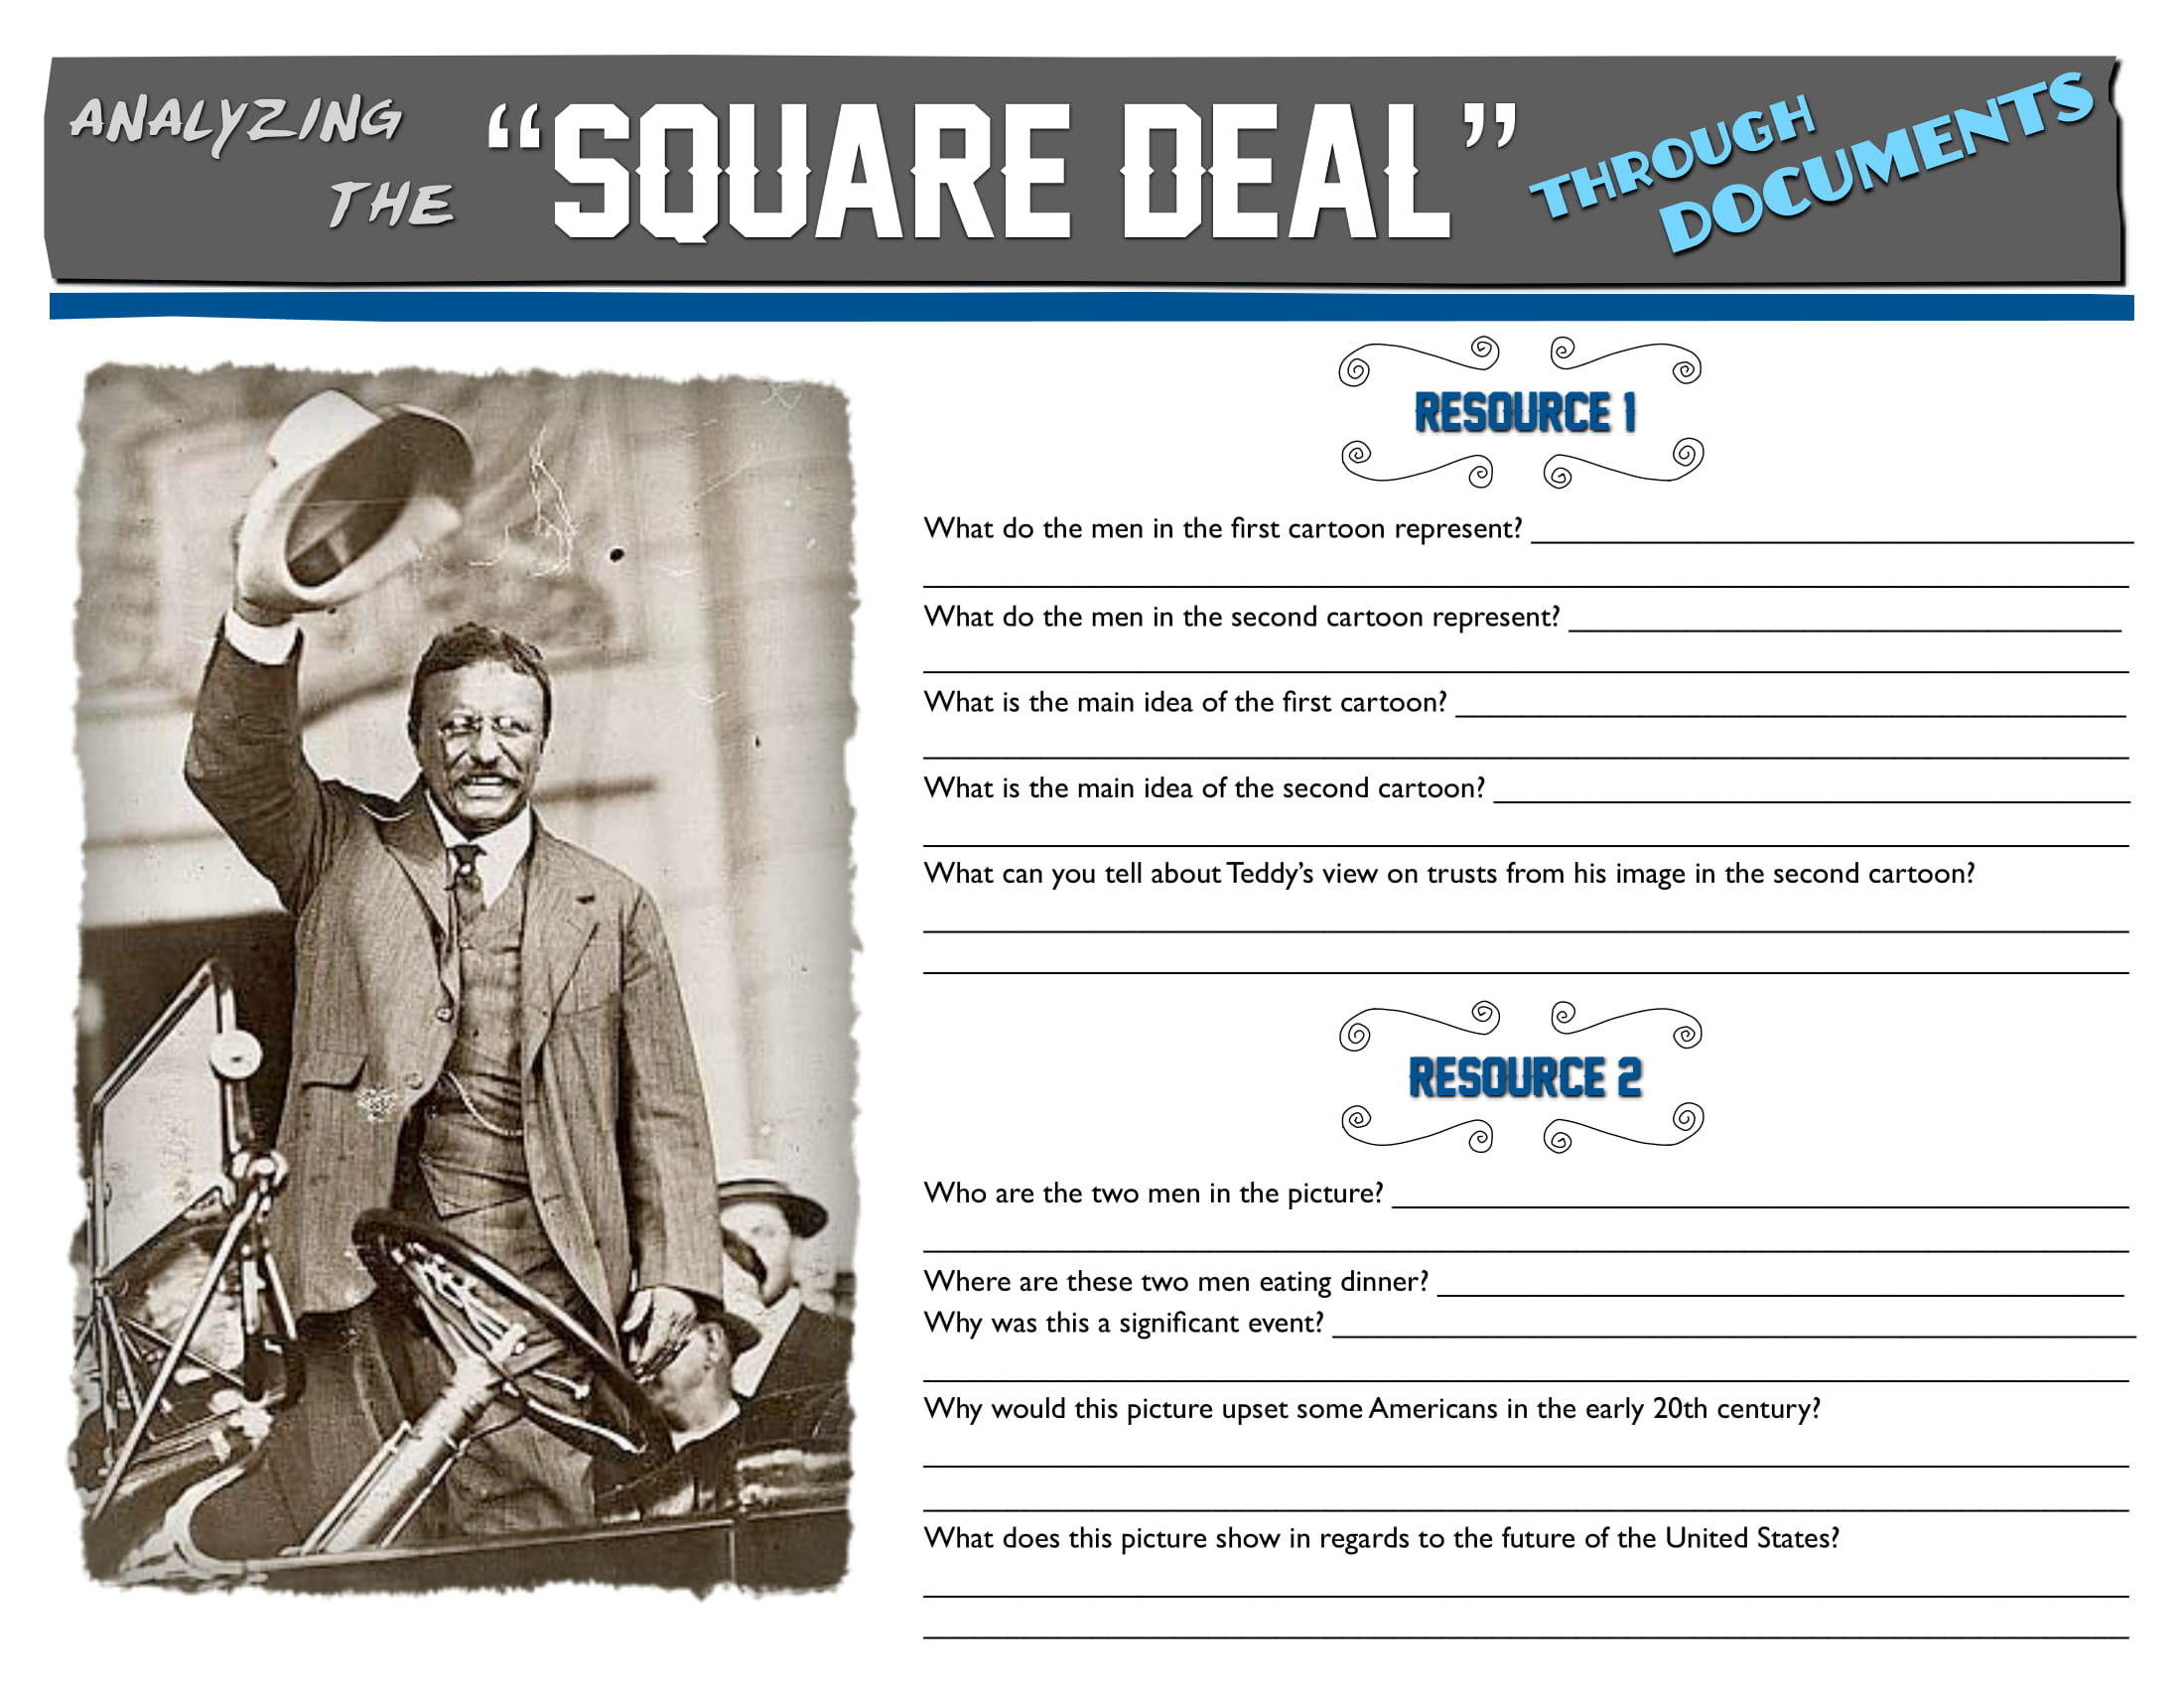 ANALYZING
THE
“SQUARE DEAL”
THROUGH
DOCUMENTS
RESOURCE 1
What do the men in the first cartoon represent?
What do the men in the second cartoon represent?
What is the main idea of the first cartoon?
What is the main idea of the second cartoon?
What can you tell about Teddy’s view on trusts from his image in the second cartoon?
RESOURCE 2
Who are the two men in the picture?
Where are these two men eating dinner?
Why was this a significant event?
Why would this picture upset some Americans in the early 20th century?
What does this picture show in regards to the future of the United States?